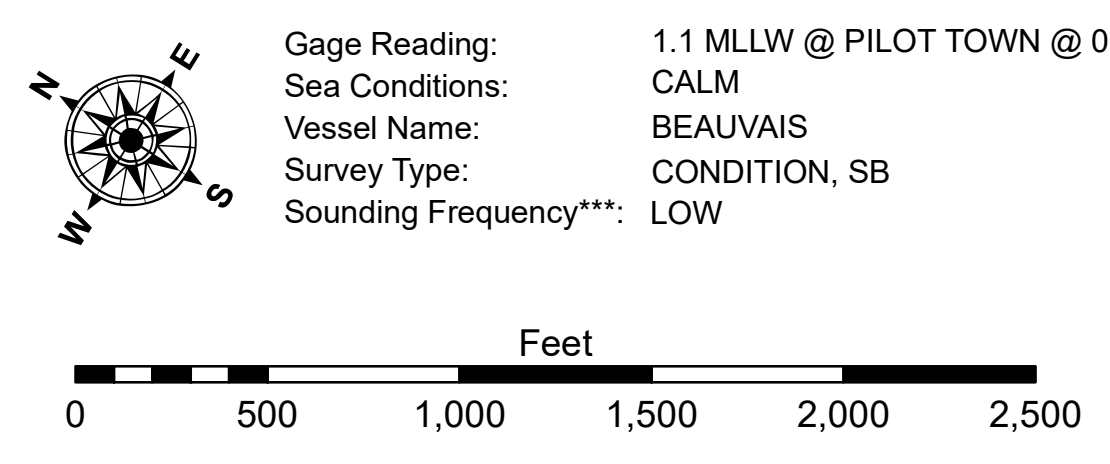 N
E
S
W
Gage Reading: 1.1 MLLW @ PILOT TOWN @ 0
Sea Conditions: CALM
Vessel Name: BEAUVAIS
Survey Type: CONDITION, SB
Sounding Frequency***: LOW
Feet
0 500 1,000 1,500 2,000 2,500